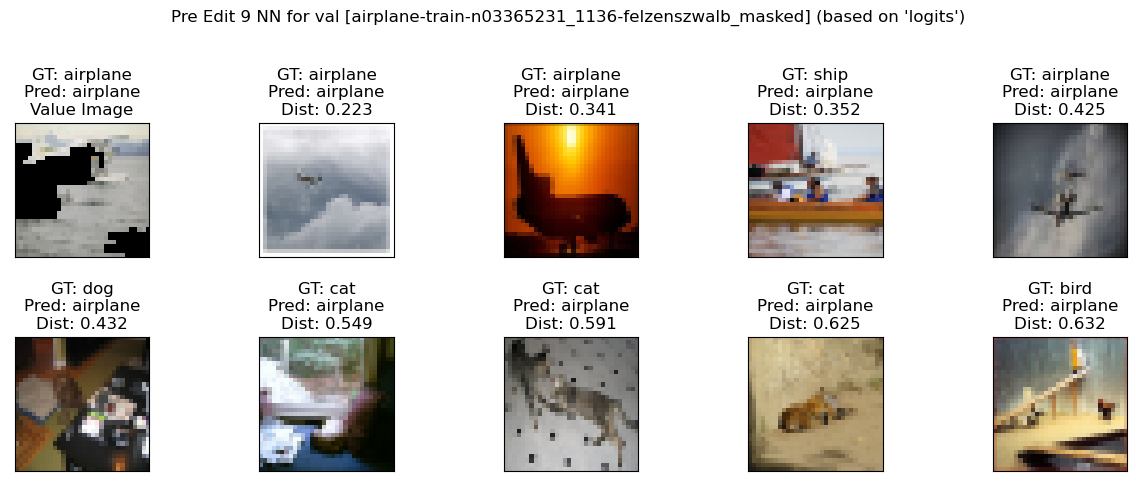 Pre Edit 9 NN for val [airplane-train-n03365231_1136-felzenszwalb_masked] (based on 'logits')
GT: airplane
Pred: airplane
Value Image
GT: airplane
Pred: airplane
Dist: 0.223
GT: airplane
Pred: airplane
Dist: 0.341
GT: ship
Pred: airplane
Dist: 0.352
GT: airplane
Pred: airplane
Dist: 0.425
GT: dog
Pred: airplane
Dist: 0.432
GT: cat
Pred: airplane
Dist: 0.549
GT: cat
Pred: airplane
Dist: 0.591
GT: cat
Pred: airplane
Dist: 0.625
GT: bird
Pred: airplane
Dist: 0.632